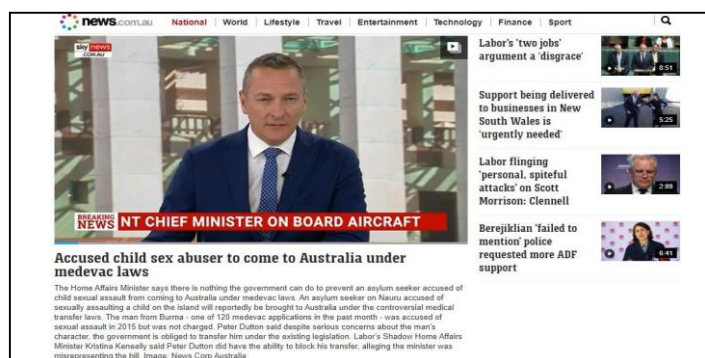 news.com.au National World Lifestyle Travel Entertainment Technology Finance Sport
sky news
.COM.AU
BREAKING
NEWS
NT CHIEF MINISTER ON BOARD AIRCRAFT
Accused child sex abuser to come to Australia under
medevac laws
The Home Affairs Minister says there is nothing the government can do to prevent an asylum seeker accused of
child sexual assault from coming to Australia under medevac laws. An asylum seeker on Nauru accused of
sexually assaulting a child on the island will reportedly be brought to Australia under the controversial medical
transfer laws. The man from Burma - one of 120 medevac applications in the past month - was accused of
sexual assault in 2015 but was not charged. Peter Dutton said despite serious concerns about the man's
character, the government is obliged to transfer him under the existing legislation. Labor's Shadow Home Affairs
Minister Kristina Keneally said Peter Dutton did have the ability to block his transfer, alleging the minister was
misrepresenting the bill. Image: News Corp Australia
Labor's 'two jobs'
argument a 'disgrace'
8:51
Support being delivered
to businesses in New
South Wales is
'urgently needed'
5:25
Labor flinging
'personal, spiteful
attacks' on Scott
Morrison: Clennell
2:09
Berejiklian 'failed to
mention' police
requested more ADF
support
6:41